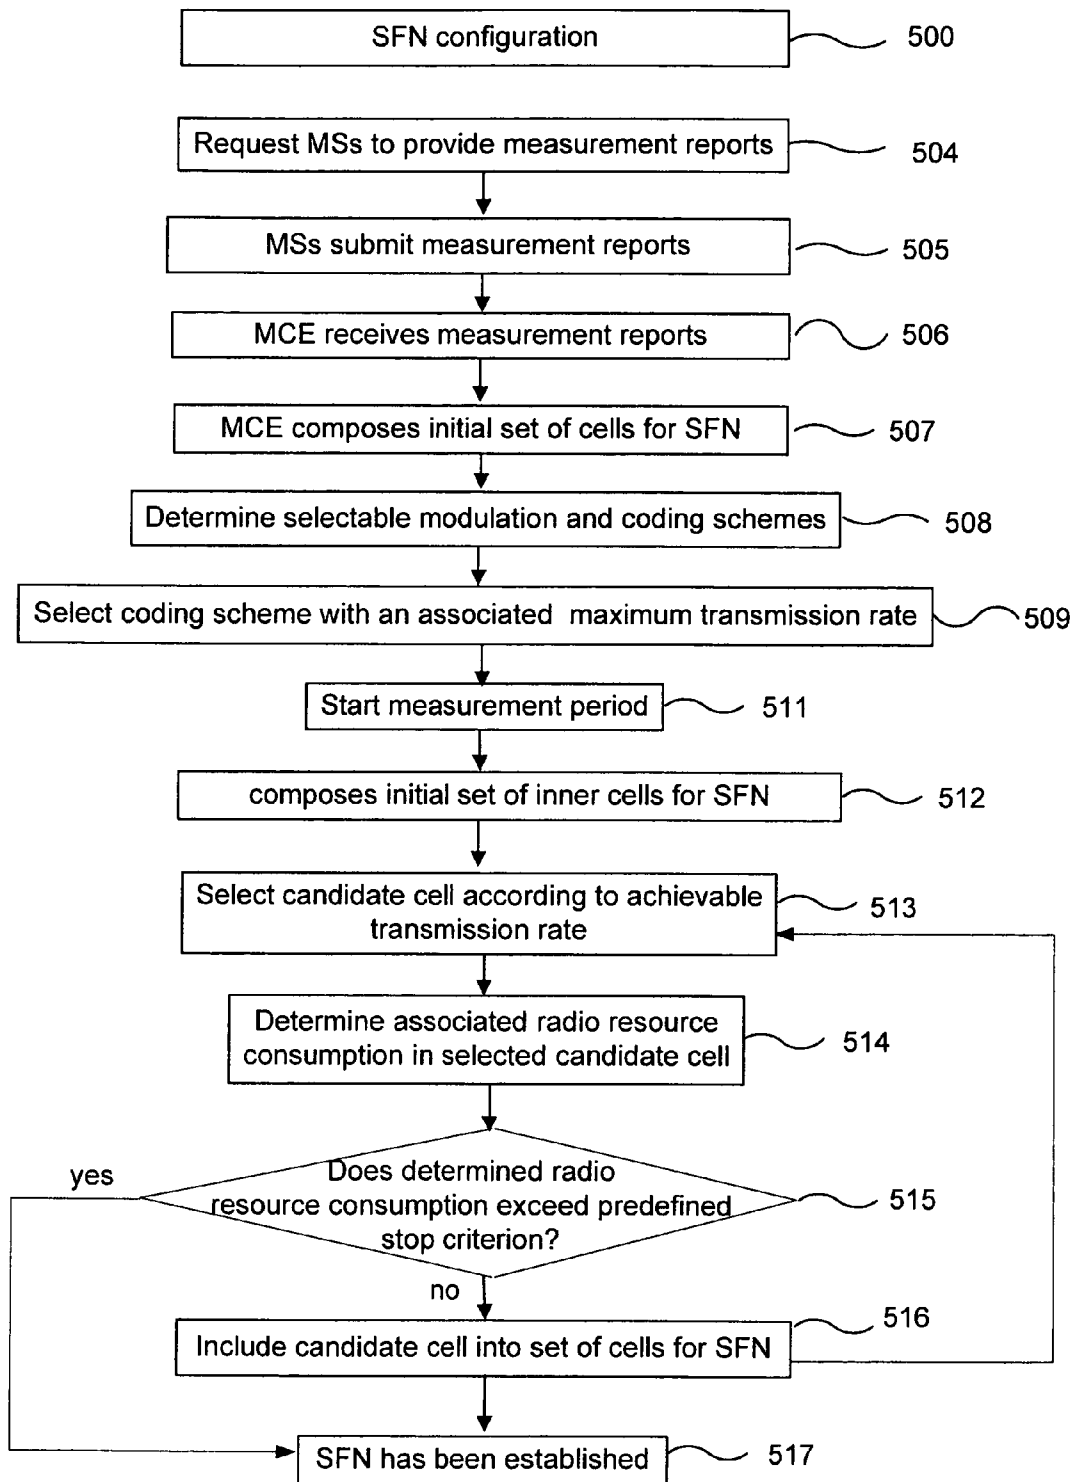 SFN configuration
500
Request MSs to provide measurement reports
504
MSs submit measurement reports
505
MCE receives measurement reports
506
MCE composes initial set of cells for SFN
507
Determine selectable modulation and coding schemes
508
Select coding scheme with an associated maximum transmission rate
509
Start measurement period
511
composes initial set of inner cells for SFN
512
Select candidate cell according to achievable
transmission rate
513
Determine associated radio resource
consumption in selected candidate cell
514
yes
Does determined radio
resource consumption exceed predefined
stop criterion?
515
no
Include candidate cell into set of cells for SFN
516
SFN has been established
517